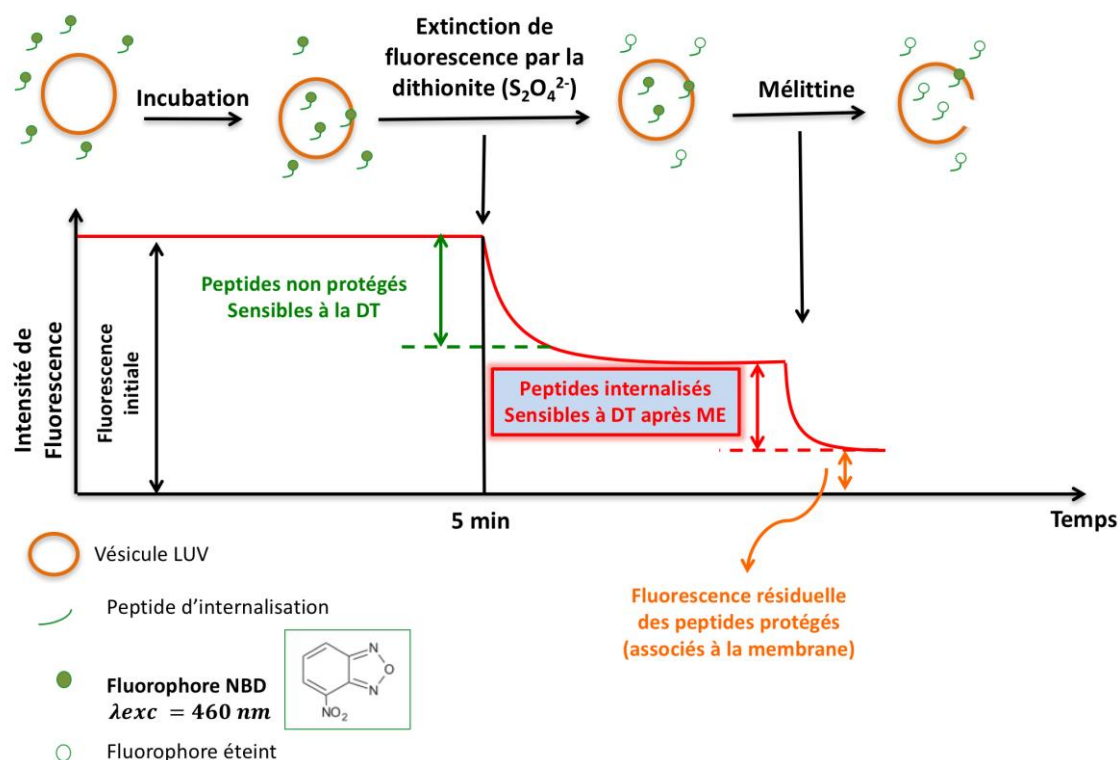 Extinction de
fluorescence par la
dithionite (S₂O₄²⁻)
Incubation
Mélittine
Intensité de
Fluorescence
Fluorescence
initiale
Peptides non protégés
Sensibles à la DT
Peptides internalisés
Sensibles à DT après ME
5 min
Temps
Fluorescence résiduelle
des peptides protégés
(associés à la membrane)
Vésicule LUV
Peptide d'internalisation
Fluorophore NBD
λexc = 460 nm
N
O
N
NO₂
Fluorophore éteint